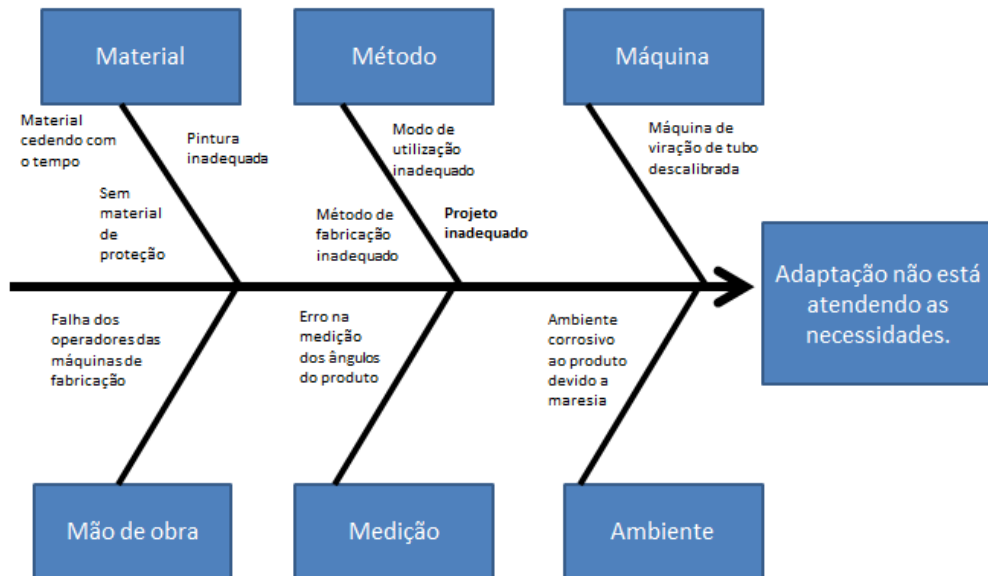 Material
Método
Máquina
Material
cedendo com
o tempo
Pintura
inadequada
Sem
material
de
proteção
Modo de
utilização
inadequado
Método de
fabricação
inadequado
Projeto
inadequado
Máquina de
viração de tubo
descalibrada
Adaptação não está
atendendo as
necessidades.
Falha dos
operadores das
máquinas de
fabricação
Erro na
medição
dos ângulos
do produto
Ambiente
corrosivo
ao produto
devido a
maresia
Mão de obra
Medição
Ambiente